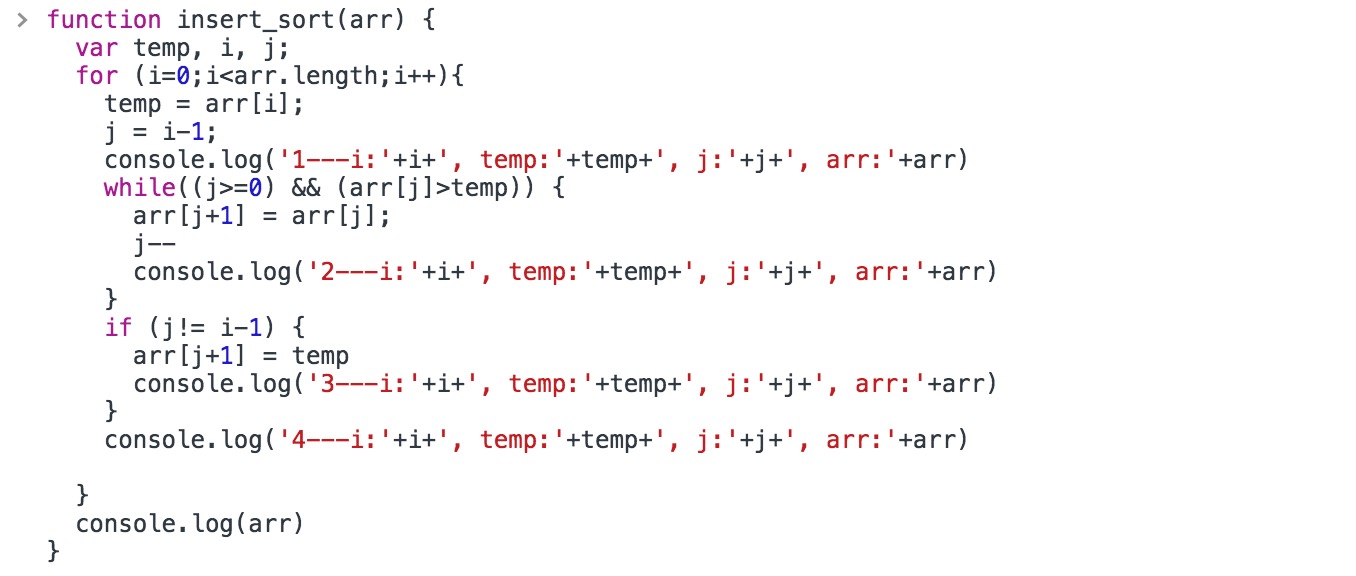 > function insert_sort(arr) {
    var temp, i, j;
    for (i=0;i<arr.length;i++){
      temp = arr[i];
      j = i-1;
      console.log('1---i:'+i+', temp:'+temp+', j:'+j+', arr:'+arr)
      while((j>=0) && (arr[j]>temp)) {
        arr[j+1] = arr[j];
        j--
        console.log('2---i:'+i+', temp:'+temp+', j:'+j+', arr:'+arr)
      }
      if (j!= i-1) {
        arr[j+1] = temp
        console.log('3---i:'+i+', temp:'+temp+', j:'+j+', arr:'+arr)
      }
      console.log('4---i:'+i+', temp:'+temp+', j:'+j+', arr:'+arr)

    }
    console.log(arr)
  }